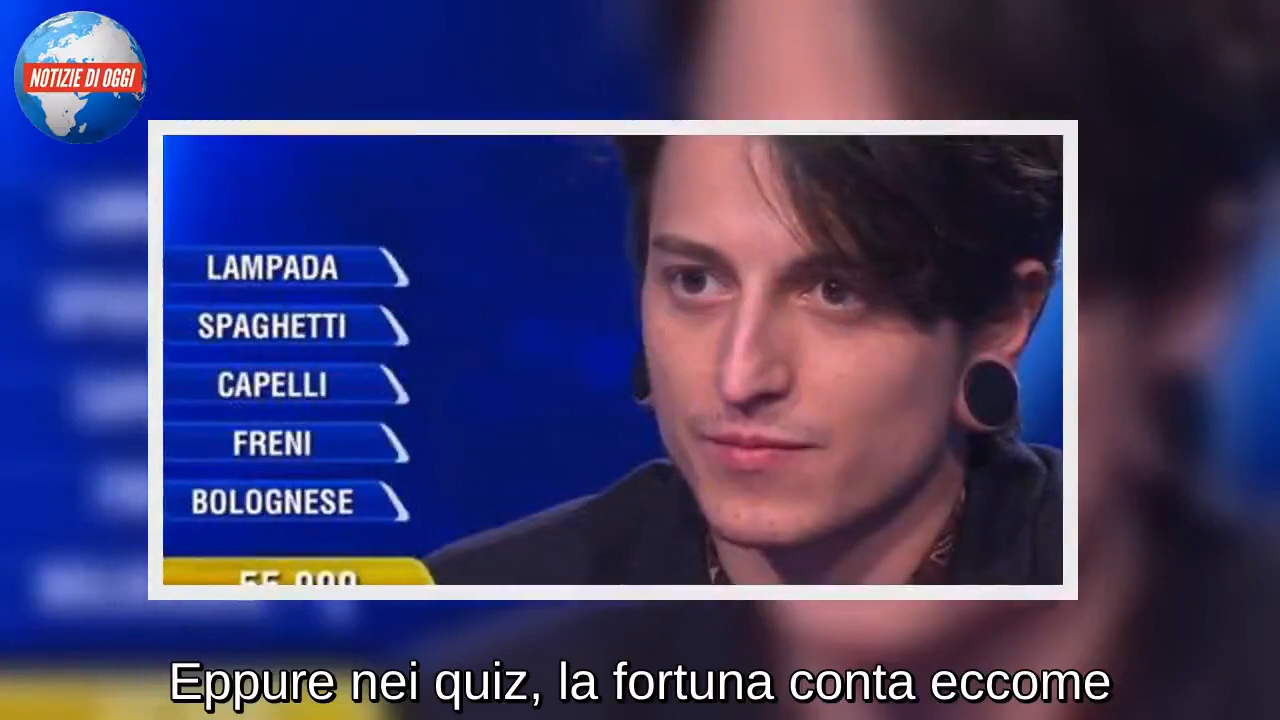 NOTIZIE DI OGGI
LAMPADA
SPAGHETTI
CAPELLI
FRENI
BOLOGNESE
Eppure nei quiz, la fortuna conta eccome